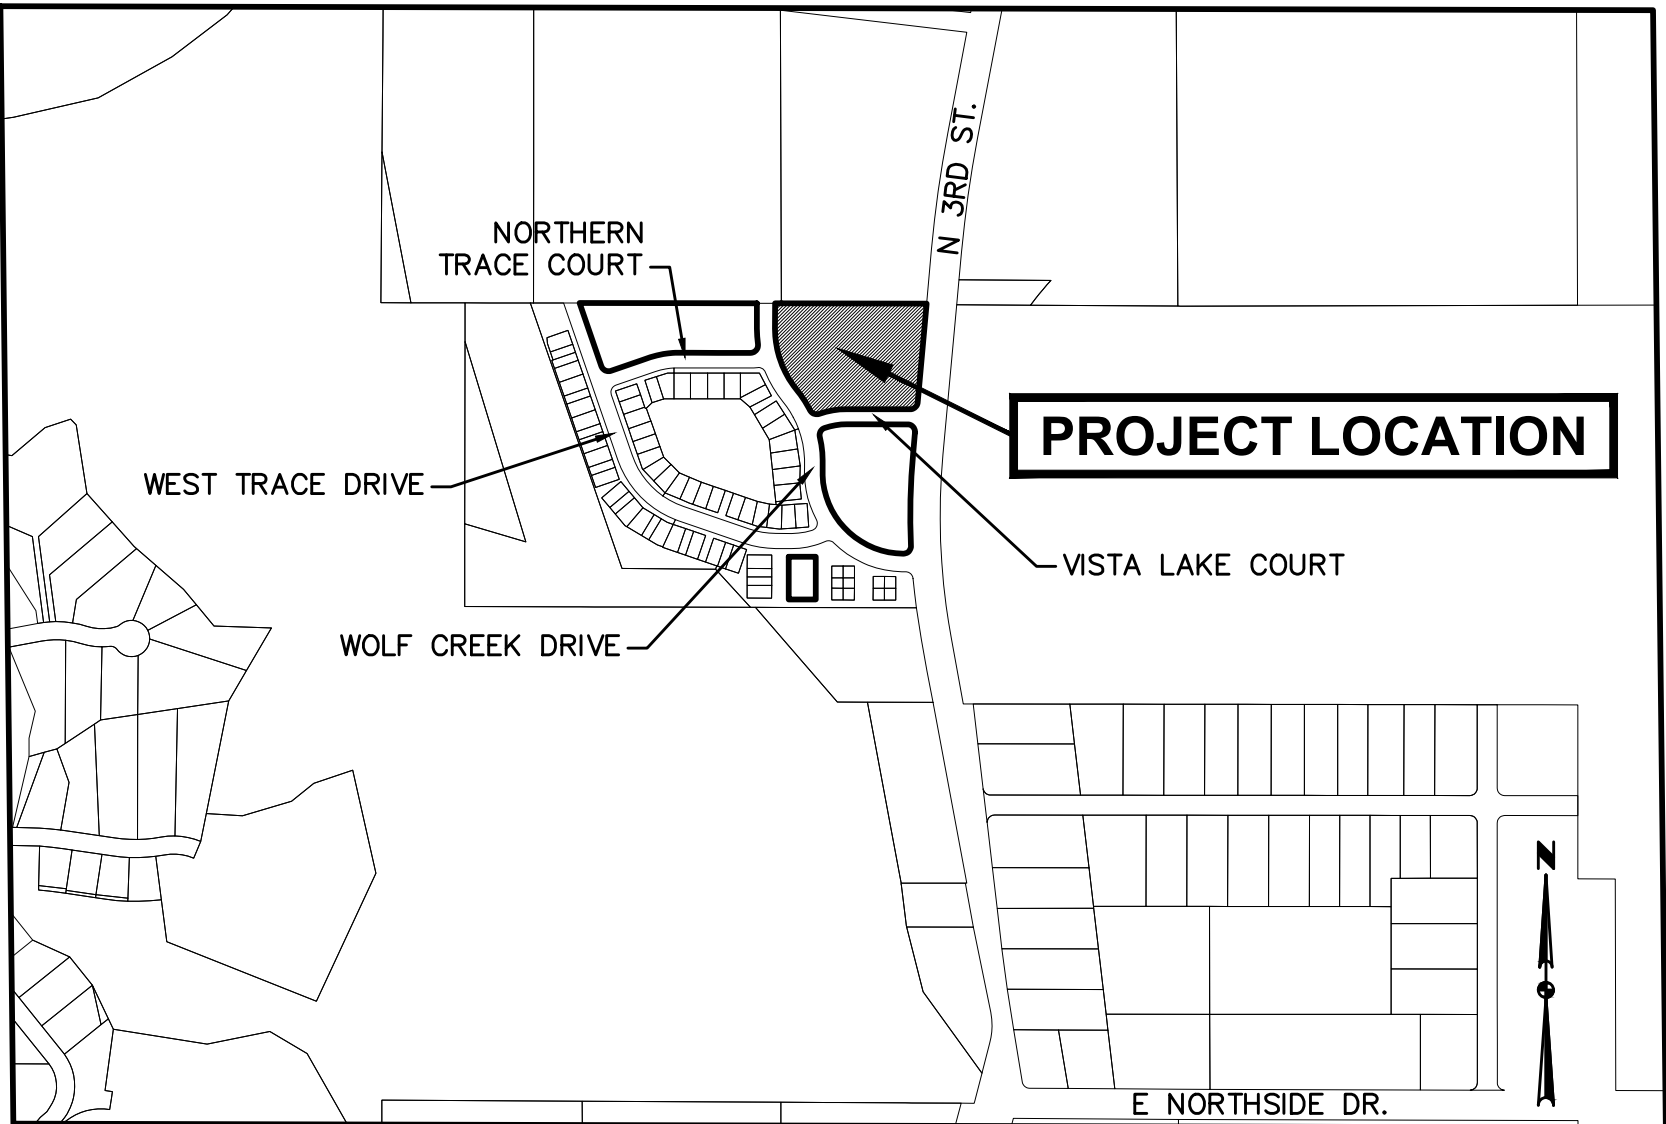 N 3RD ST.
NORTHERN
TRACE COURT
PROJECT LOCATION
WEST TRACE DRIVE
VISTA LAKE COURT
WOLF CREEK DRIVE
N
E NORTHSIDE DR.